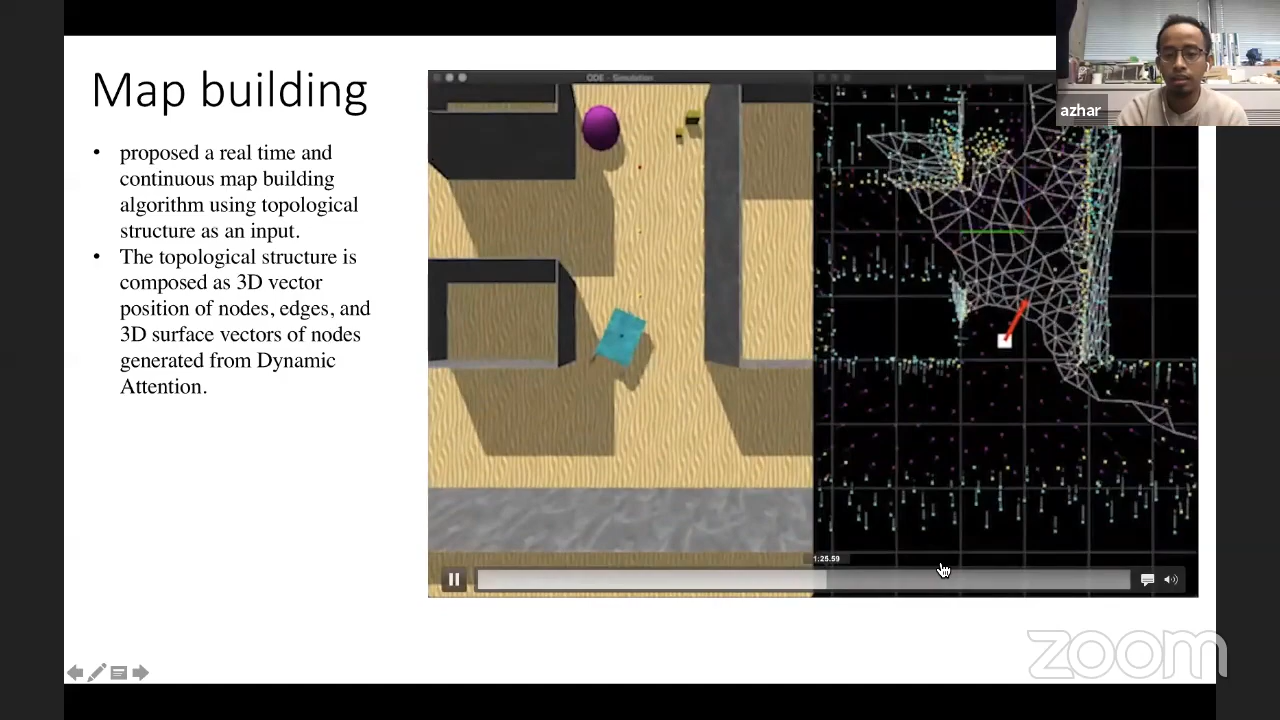 Map building
• proposed a real time and
continuous map building
algorithm using topological
structure as an input.
• The topological structure is
composed as 3D vector
position of nodes, edges, and
3D surface vectors of nodes
generated from Dynamic
Attention.
ODE - Simulation
azhar
1:25.59
zoom